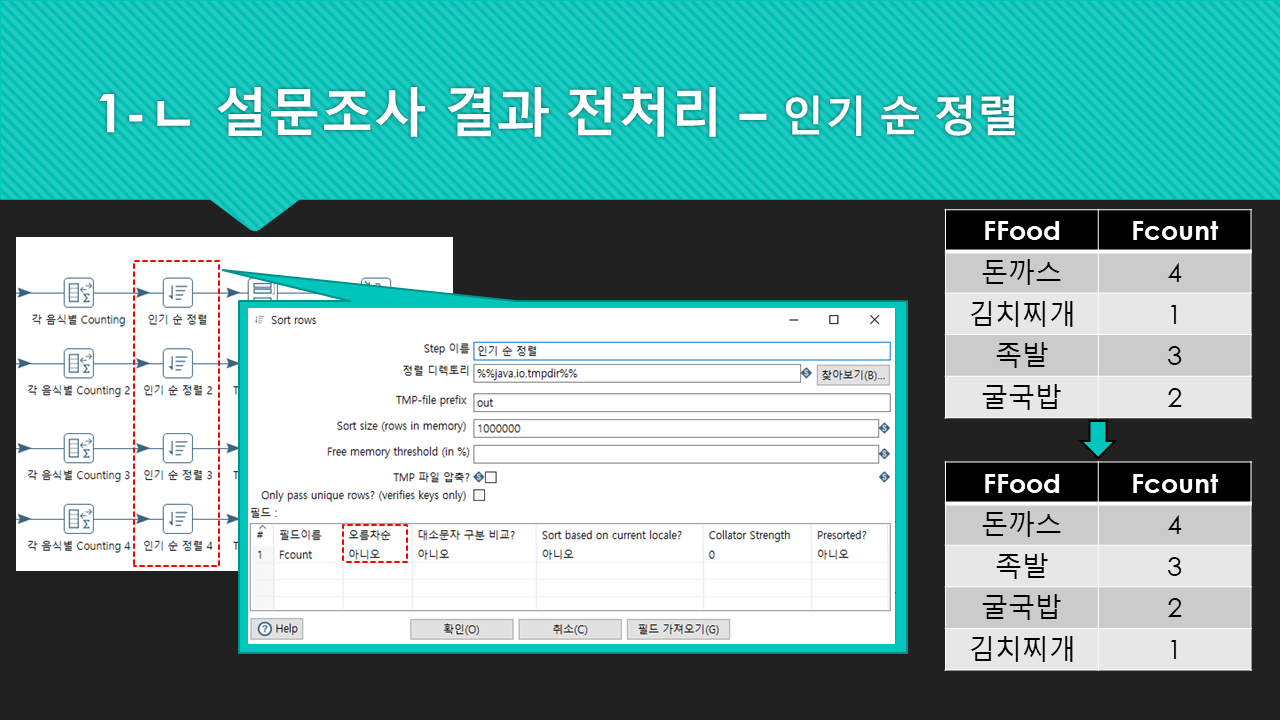 1-ㄴ 설문조사 결과 전처리 – 인기 순 정렬
각 음식별 Counting
인기 순 정렬
각 음식별 Counting 2
인기 순 정렬 2
T
각 음식별 Counting 3
인기 순 정렬 3
T
각 음식별 Counting 4
인기 순 정렬 4
T
Sort rows
Step 이름 인기 순 정렬
정렬 디렉토리 %%java.io.tmpdir%% 찾아보기(B)...
TMP-file prefix out
Sort size (rows in memory) 1000000
Free memory threshold (in %)
TMP 파일 압축?
Only pass unique rows? (verifies keys only)
필드 :
# 필드이름 오름차순 대소문자 구분 비교? Sort based on current locale? Collator Strength Presorted?
1 Fcount 아니오 아니오 아니오 0 아니오
Help 확인(O) 취소(C) 필드 가져오기(G)
FFood Fcount
돈까스 4
김치찌개 1
족발 3
굴국밥 2
FFood Fcount
돈까스 4
족발 3
굴국밥 2
김치찌개 1